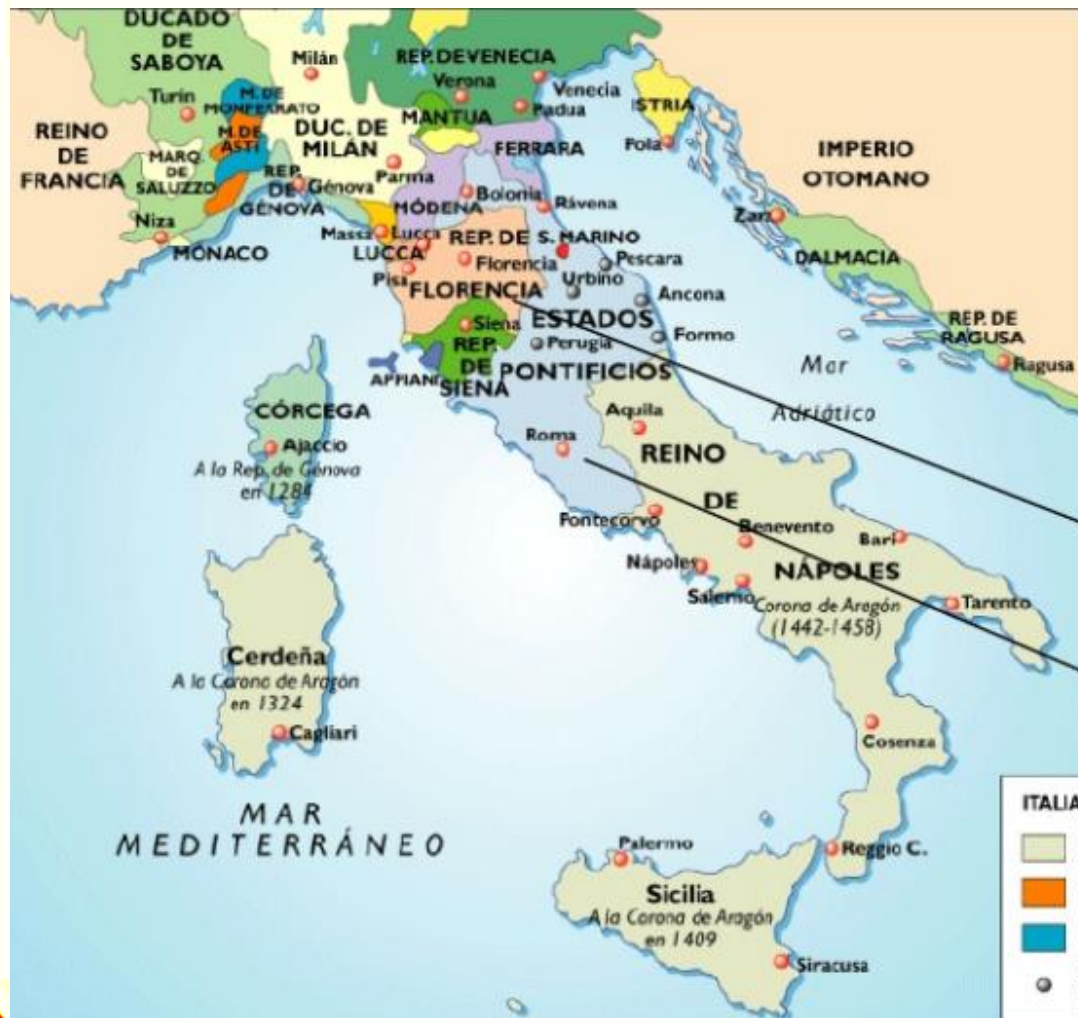 DUCADO
DE
SABOYA
Milán
REP. DE VENECIA
Verona
Venecia
Padua
ISTRIA
Pola
Turín
M. DE
MONFERRATO
MANTUA
REINO
DE
FRANCIA
M. DE
ASTI
DUC. DE
MILÁN
FERRARA
IMPERIO
OTOMANO
MARQ.
DE
SALUZZO
REP.
DE
GÉNOVA
Génova
Parma
MÓDENA
Bolonia
Rávena
Zara
Niza
MÓNACO
Massa
Lucca
LUCCA
REP. DE
FLORENCIA
S. MARINO
Florencia
Pisa
Pescara
Urbino
Ancona
DALMACIA
ESTADOS
PONTIFICIOS
Siena
REP.
DE
SIENA
Perugia
Formo
REP. DE
RAGUSA
Ragusa
APPIANI
Mar
Adriático
CÓRCEGA
Ajaccio
A la Rep. de Génova
en 1284
Aquila
Roma
REINO
DE
NÁPOLES
Fontecorvo
Benevento
Bari
Nápoles
Salerno
Corona de Aragón
(1442-1458)
Tarento
Cerdeña
A la Corona de Aragón
en 1324
Cagliari
Cosenza
MAR
MEDITERRÁNEO
ITALIA
Palermo
Reggio C.
Sicilia
A la Corona de Aragón
en 1409
Siracusa